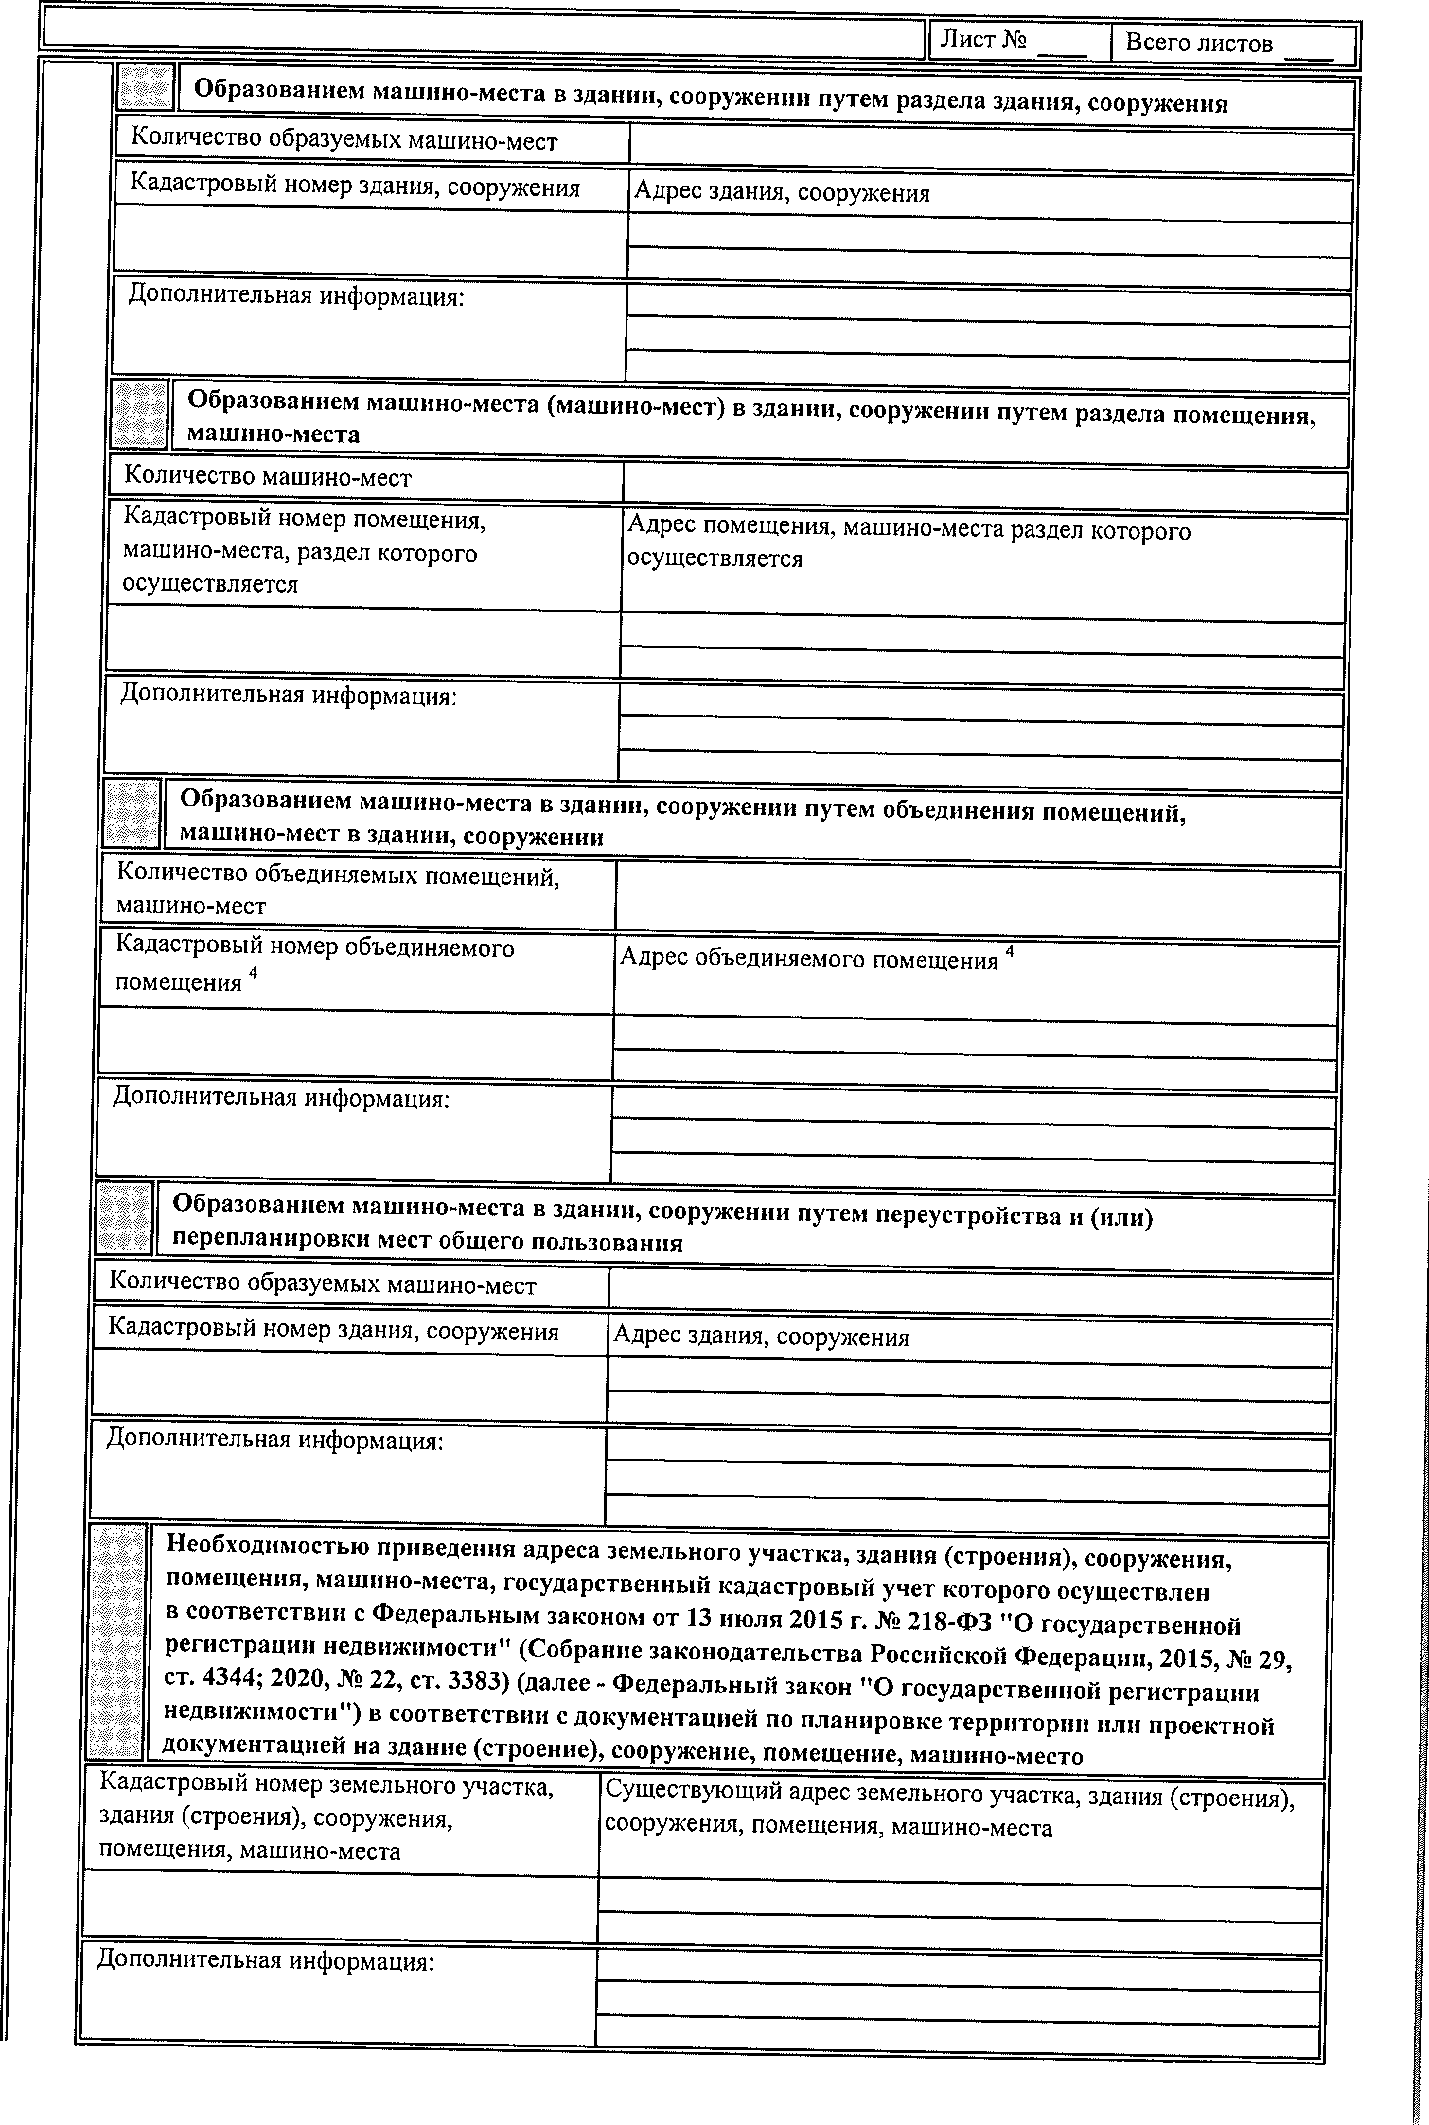 Лист № ____ Всего листов ____
Образованием машино-места в здании, сооружении путем раздела здания, сооружения
Количество образуемых машино-мест
Кадастровый номер здания, сооружения Адрес здания, сооружения
Дополнительная информация:
Образованием машино-места (машино-мест) в здании, сооружении путем раздела помещения,
машино-места
Количество машино-мест
Кадастровый номер помещения,
машино-места, раздел которого
осуществляется
Адрес помещения, машино-места раздел которого
осуществляется
Дополнительная информация:
Образованием машино-места в здании, сооружении путем объединения помещений,
машино-мест в здании, сооружении
Количество объединяемых помещений,
машино-мест
Кадастровый номер объединяемого
помещения 4
Адрес объединяемого помещения 4
Дополнительная информация:
Образованием машино-места в здании, сооружении путем переустройства и (или)
перепланировки мест общего пользования
Количество образуемых машино-мест
Кадастровый номер здания, сооружения Адрес здания, сооружения
Дополнительная информация:
Необходимостью приведения адреса земельного участка, здания (строения), сооружения,
помещения, машино-места, государственный кадастровый учет которого осуществлен
в соответствии с Федеральным законом от 13 июля 2015 г. № 218-ФЗ "О государственной
регистрации недвижимости" (Собрание законодательства Российской Федерации, 2015, № 29,
ст. 4344; 2020, № 22, ст. 3383) (далее - Федеральный закон "О государственной регистрации
недвижимости") в соответствии с документацией по планировке территории или проектной
документацией на здание (строение), сооружение, помещение, машино-место
Кадастровый номер земельного участка,
здания (строения), сооружения,
помещения, машино-места
Существующий адрес земельного участка, здания (строения),
сооружения, помещения, машино-места
Дополнительная информация: